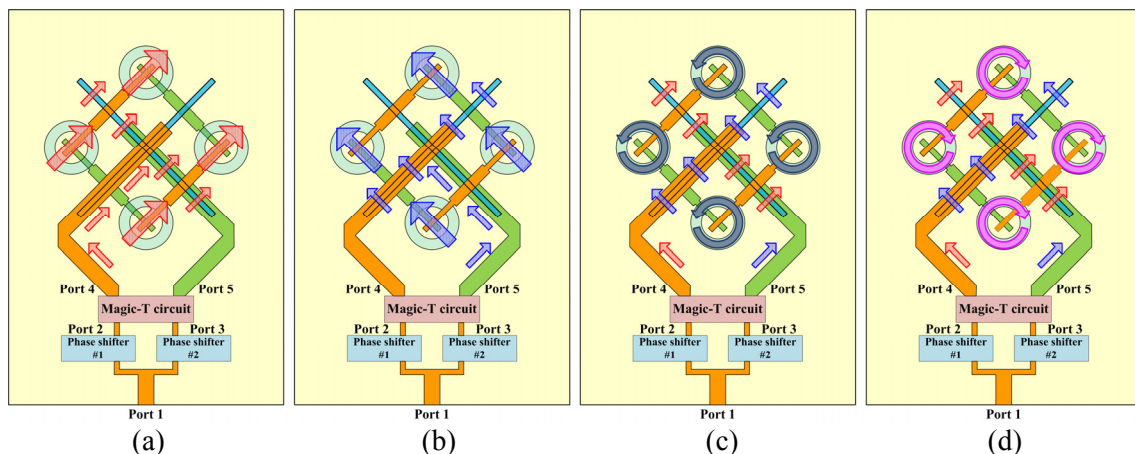 Port 4 Port 5
Magic-T circuit
Port 2 Port 3
Phase shifter #1
Phase shifter #2
Port 1
(a)
Port 4 Port 5
Magic-T circuit
Port 2 Port 3
Phase shifter #1
Phase shifter #2
Port 1
(b)
Port 4 Port 5
Magic-T circuit
Port 2 Port 3
Phase shifter #1
Phase shifter #2
Port 1
(c)
Port 4 Port 5
Magic-T circuit
Port 2 Port 3
Phase shifter #1
Phase shifter #2
Port 1
(d)